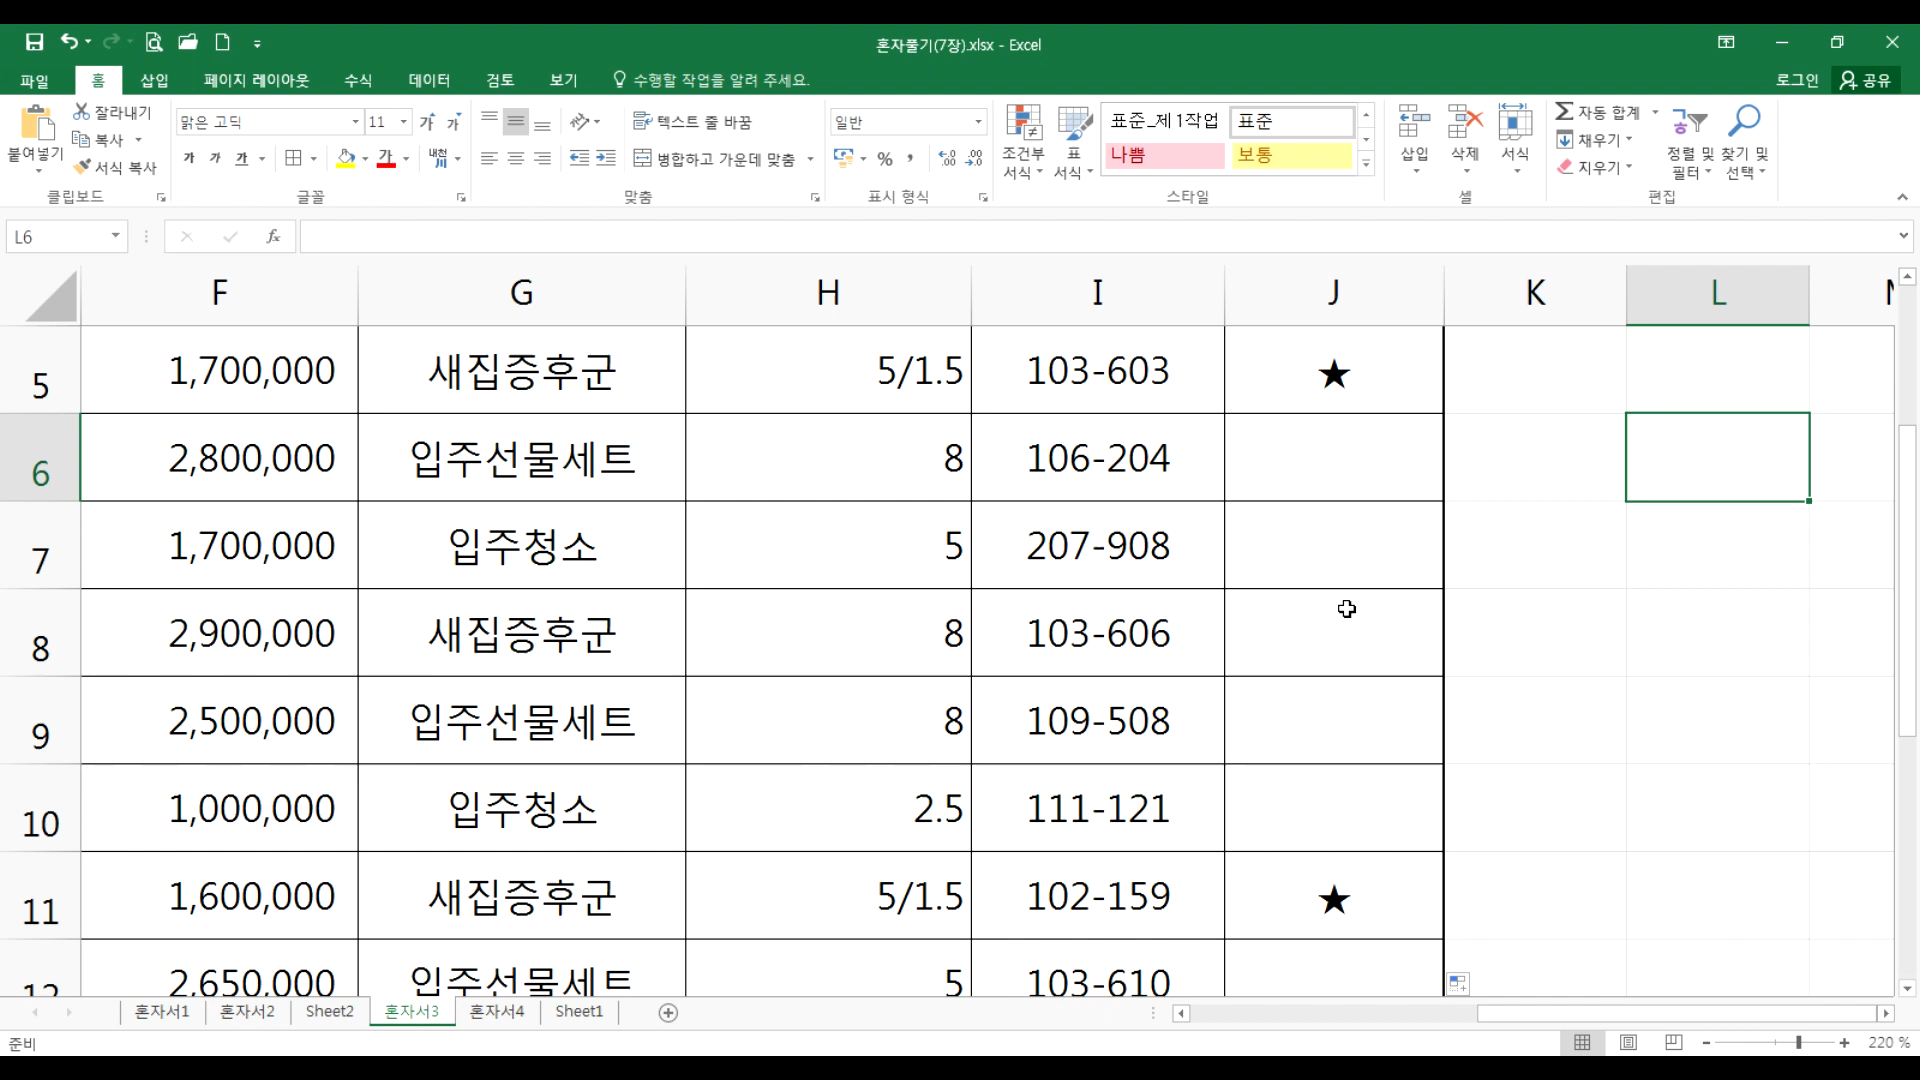 혼자풀기(7장).xlsx - Excel
파일 홈 삽입 페이지 레이아웃 수식 데이터 검토 보기 수행할 작업을 알려 주세요. 로그인 공유
붙여넣기 잘라내기 복사 서식 복사 클립보드
맑은 고딕 11 가 가 가 가 가 가 내천 글꼴
텍스트 줄 바꿈 병합하고 가운데 맞춤 맞춤
일반 % , 표시 형식
조건부 서식 표 서식 표준_제 1작업 표준 나쁨 보통 스타일
삽입 삭제 서식 셀
자동 합계 채우기 지우기 정렬 및 필터 찾기 및 선택 편집
L6 fx
F G H I J K L
5 1,700,000 새집증후군 5/1.5 103-603 ★
6 2,800,000 입주선물세트 8 106-204
7 1,700,000 입주청소 5 207-908
8 2,900,000 새집증후군 8 103-606
9 2,500,000 입주선물세트 8 109-508
10 1,000,000 입주청소 2.5 111-121
11 1,600,000 새집증후군 5/1.5 102-159 ★
12 2,650,000 입주선물세트 5 103-610
혼자서1 혼자서2 Sheet2 혼자서3 혼자서4 Sheet1
준비 220 %